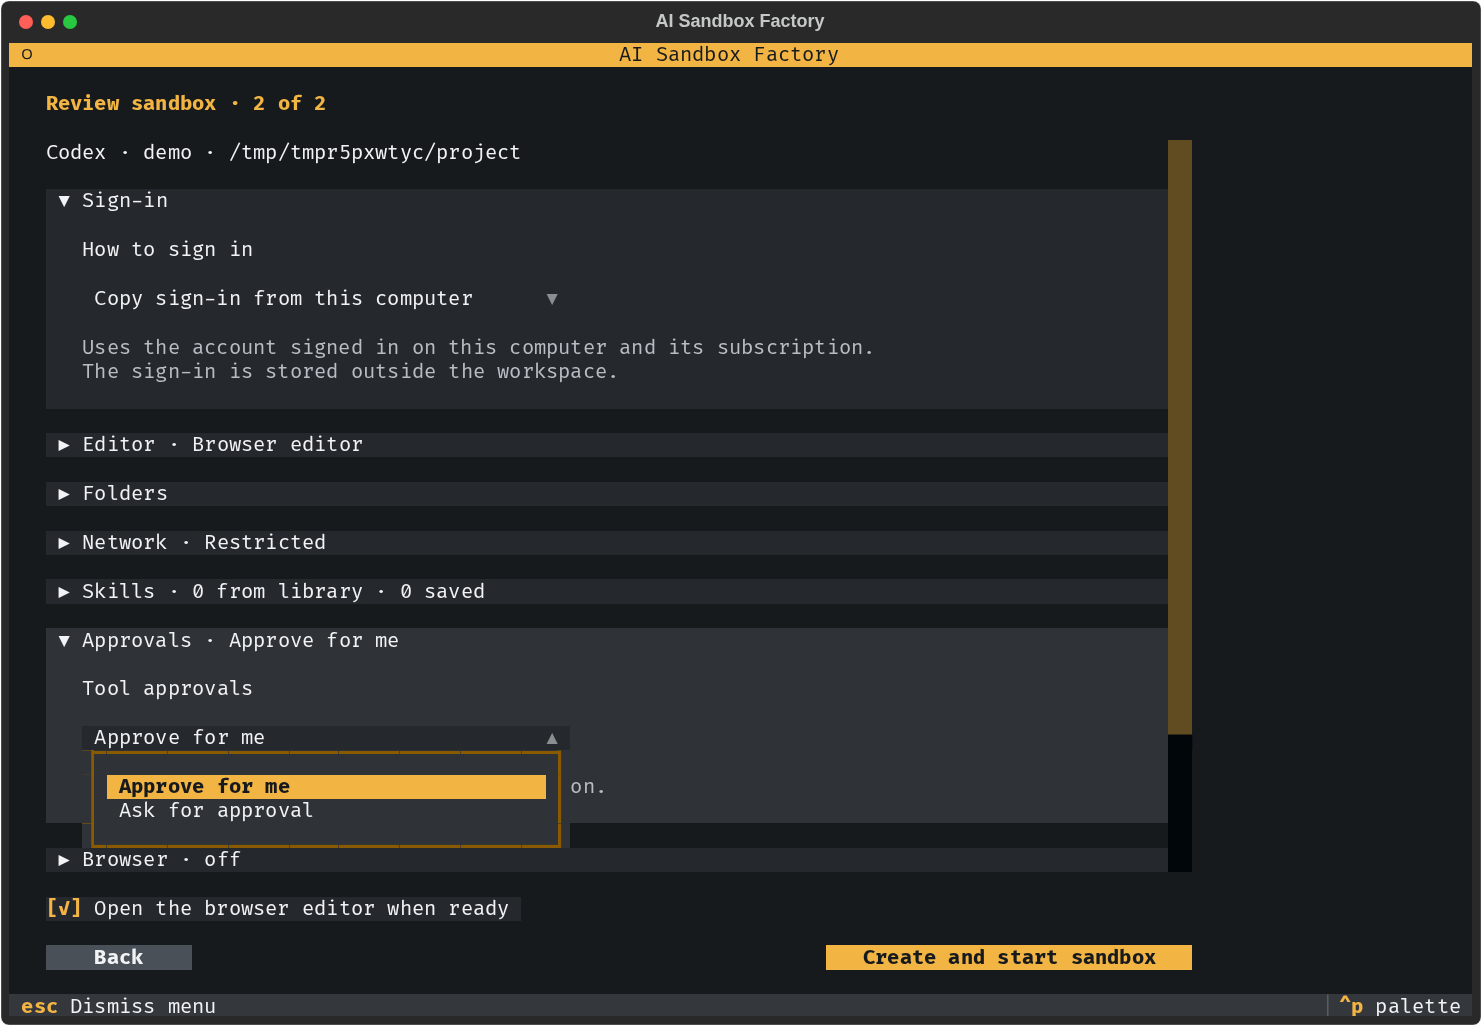 AI Sandbox Factory
O AI Sandbox Factory
Review sandbox · 2 of 2
Codex · demo · /tmp/tmpr5pxwtyc/project
▼ Sign-in
How to sign in
Copy sign-in from this computer ▼
Uses the account signed in on this computer and its subscription.
The sign-in is stored outside the workspace.
▶ Editor · Browser editor
▶ Folders
▶ Network · Restricted
▶ Skills · 0 from library · 0 saved
▼ Approvals · Approve for me
Tool approvals
Approve for me ▲
Approve for me on.
Ask for approval
▶ Browser · off
[√] Open the browser editor when ready
Back Create and start sandbox
esc Dismiss menu ^p palette